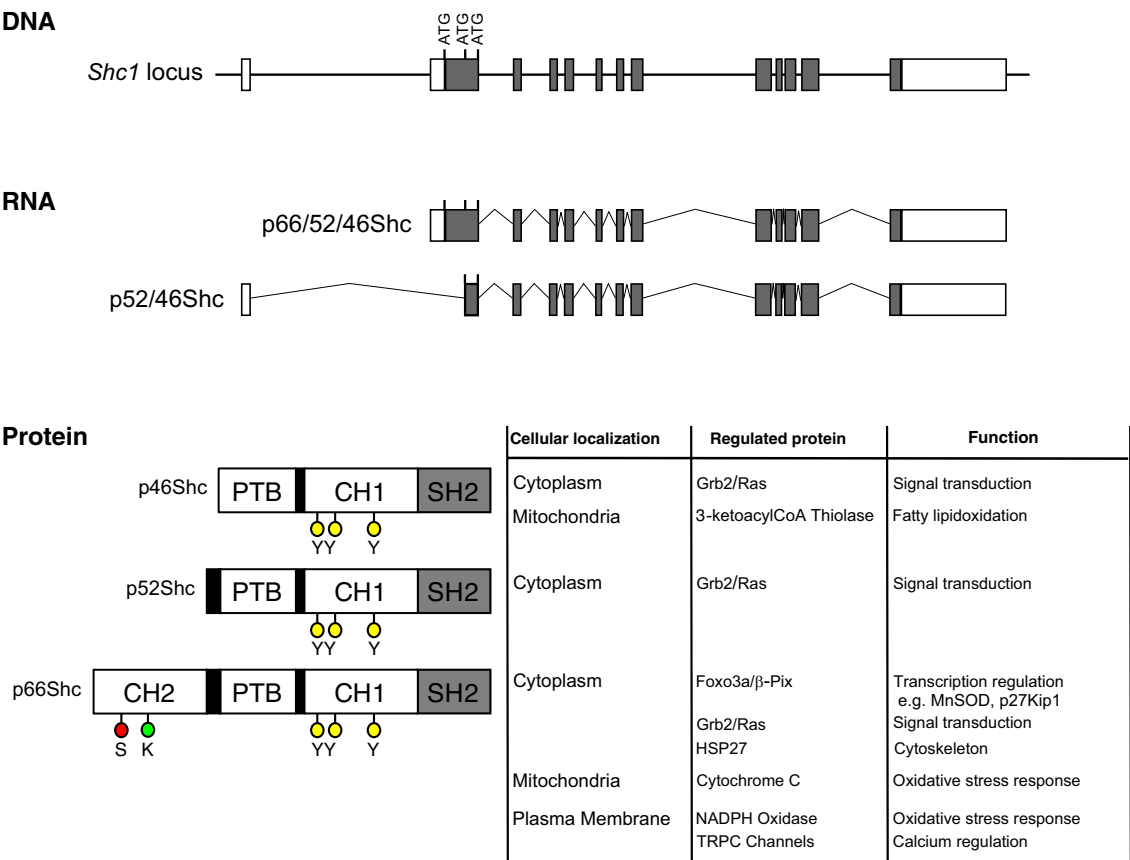 DNA
ATG
ATG
ATG
Shc1 locus
RNA
p66/52/46Shc
p52/46Shc
Protein
Cellular localization Regulated protein Function
p46Shc PTB CH1 SH2
YY Y
Cytoplasm Grb2/Ras Signal transduction
Mitochondria 3-ketoacylCoA Thiolase Fatty lipidoxidation
p52Shc PTB CH1 SH2
YY Y
Cytoplasm Grb2/Ras Signal transduction
p66Shc CH2 PTB CH1 SH2
S K YY Y
Cytoplasm Foxo3a/β-Pix Transcription regulation
e.g. MnSOD, p27Kip1
Grb2/Ras Signal transduction
HSP27 Cytoskeleton
Mitochondria Cytochrome C Oxidative stress response
Plasma Membrane NADPH Oxidase Oxidative stress response
TRPC Channels Calcium regulation